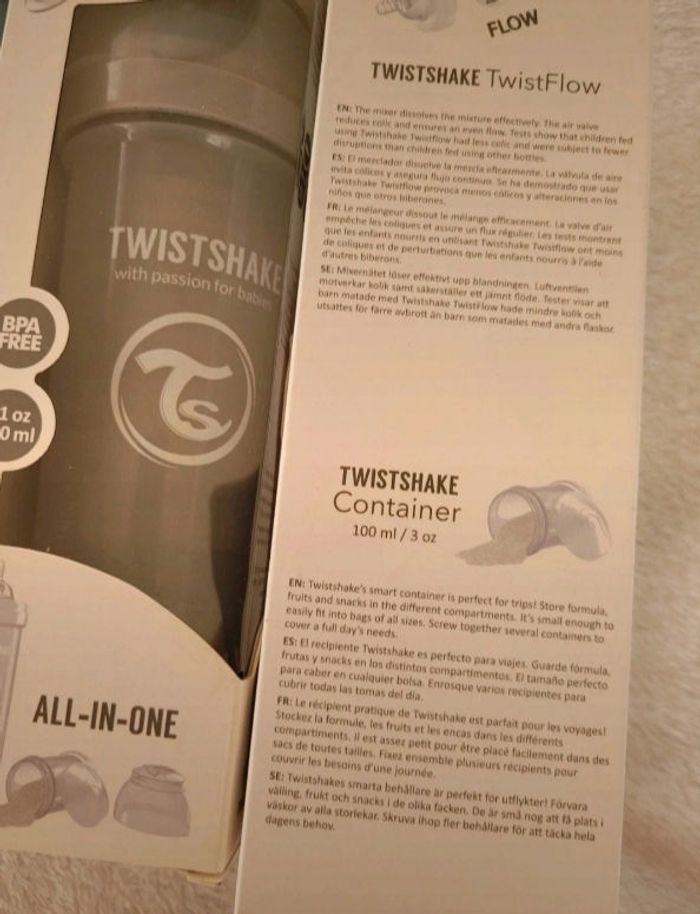 TWISTSHAKE
with passion for babies
Ts
BPA
FREE
1 oz
0 ml
ALL-IN-ONE
FLOW
TWISTSHAKE TwistFlow
EN: The mixer dissolves the mixture effectively. The air valve
reduces colic and ensures an even flow. Tests show that children fed
using Twistshake Twistflow had less colic and were subject to fewer
disruptions than children fed using other bottles.
ES: El mezclador disuelve la mezcla eficazmente. La válvula de aire
evita cólicos y asegura flujo continuo. Se ha demostrado que usar
Twistshake Twistflow provoca menos cólicos y alteraciones en los
niños que otros biberones.
FR: Le mélangeur dissout le mélange efficacement. La valve d'air
empêche les coliques et assure un flux régulier. Les tests montrent
que les enfants nourris en utilisant Twistshake Twistflow ont moins
de coliques et de perturbations que les enfants nourris à l'aide
d'autres biberons.
SE: Mixernätet löser effektivt upp blandningen. Luftventilen
motverkar kolik samt säkerställer ett jämnt flöde. Tester visar att
barn matade med Twistshake TwistFlow hade mindre kolik och
utsattes för färre avbrott än barn som matades med andra flaskor.
TWISTSHAKE
Container
100 ml / 3 oz
EN: Twistshake's smart container is perfect for trips! Store formula,
fruits and snacks in the different compartments. It's small enough to
easily fit into bags of all sizes. Screw together several containers to
cover a full day's needs.
ES: El recipiente Twistshake es perfecto para viajes. Guarde fórmula,
frutas y snacks en los distintos compartimentos. El tamaño perfecto
para caber en cualquier bolsa. Enrosque varios recipientes para
cubrir todas las tomas del día.
FR: Le récipient pratique de Twistshake est parfait pour les voyages!
Stockez la formule, les fruits et les encas dans les différents
compartiments. Il est assez petit pour être placé facilement dans des
sacs de toutes tailles. Fixez ensemble plusieurs récipients pour
couvrir les besoins d'une journée.
SE: Twistshakes smarta behållare är perfekt för utflykter! Förvara
välling, frukt och snacks i de olika facken. De är små nog att få plats i
väskor av alla storlekar. Skruva ihop fler behållare för att täcka hela
dagens behov.